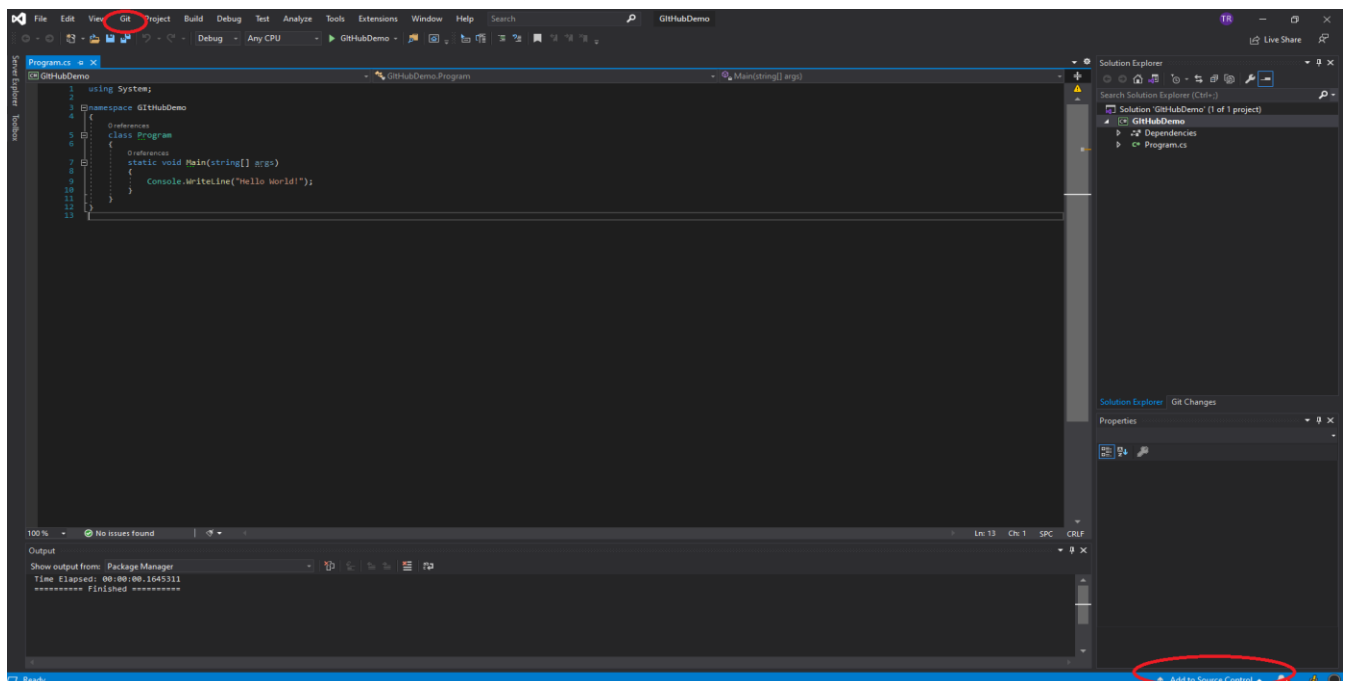 File Edit View Git Project Build Debug Test Analyze Tools Extensions Window Help Search GItHubDemo TR
Debug Any CPU GItHubDemo Live Share
Server Explorer
Toolbox
Program.cs
GItHubDemo GItHubDemo.Program Main(string[] args)
1 using System;
2
3 namespace GItHubDemo
4 {
0 references
5 class Program
6 {
0 references
7 static void Main(string[] args)
8 {
9 Console.WriteLine("Hello World!");
10 }
11 }
12 }
13
100 % No issues found Ln: 13 Ch: 1 SPC CRLF
Output
Show output from: Package Manager
Time Elapsed: 00:00:00.1645311
========== Finished ==========
Solution Explorer
Search Solution Explorer (Ctrl+;)
Solution 'GItHubDemo' (1 of 1 project)
GItHubDemo
Dependencies
C# Program.cs
Solution Explorer Git Changes
Properties
Ready Add to Source Control